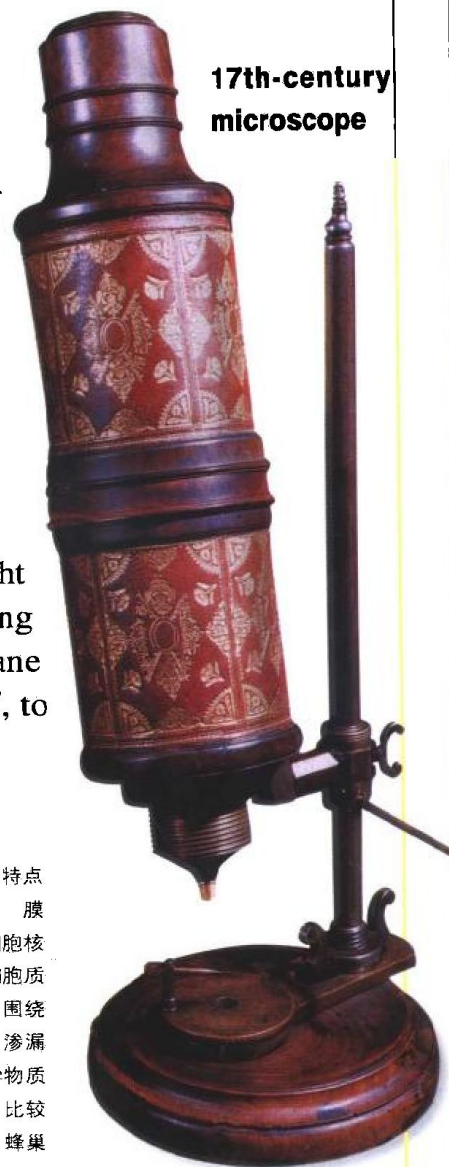 17th-century
microscope
ht
ng
ane
, to
特点
膜
胞核
胞质
围绕
渗漏
物质
比较
蜂巢